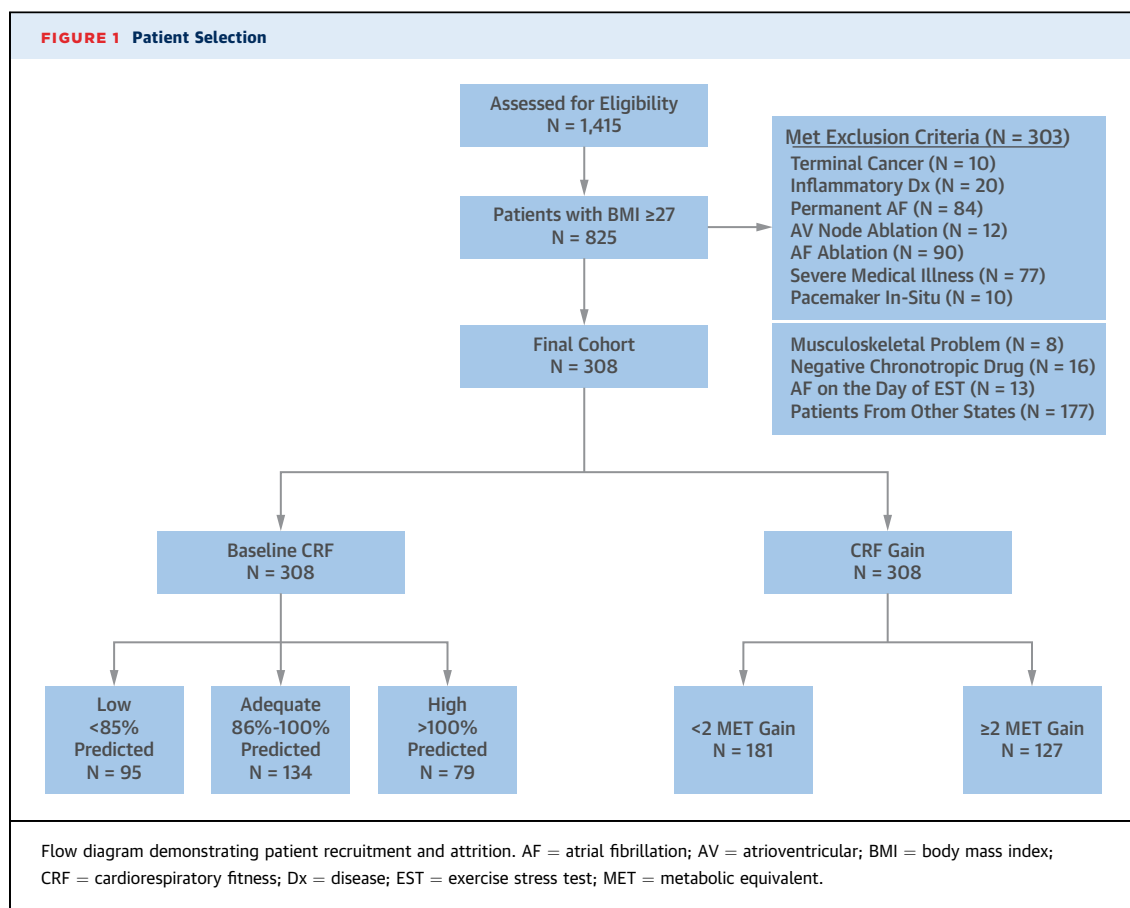 FIGURE 1 Patient Selection
Assessed for Eligibility
N = 1,415
Patients with BMI ≥27
N = 825
Met Exclusion Criteria (N = 303)
Terminal Cancer (N = 10)
Inflammatory Dx (N = 20)
Permanent AF (N = 84)
AV Node Ablation (N = 12)
AF Ablation (N = 90)
Severe Medical Illness (N = 77)
Pacemaker In-Situ (N = 10)
Final Cohort
N = 308
Musculoskeletal Problem (N = 8)
Negative Chronotropic Drug (N = 16)
AF on the Day of EST (N = 13)
Patients From Other States (N = 177)
Baseline CRF
N = 308
CRF Gain
N = 308
Low
<85%
Predicted
N = 95
Adequate
86%-100%
Predicted
N = 134
High
>100%
Predicted
N = 79
<2 MET Gain
N = 181
≥2 MET Gain
N = 127
Flow diagram demonstrating patient recruitment and attrition. AF = atrial fibrillation; AV = atrioventricular; BMI = body mass index;
CRF = cardiorespiratory fitness; Dx = disease; EST = exercise stress test; MET = metabolic equivalent.